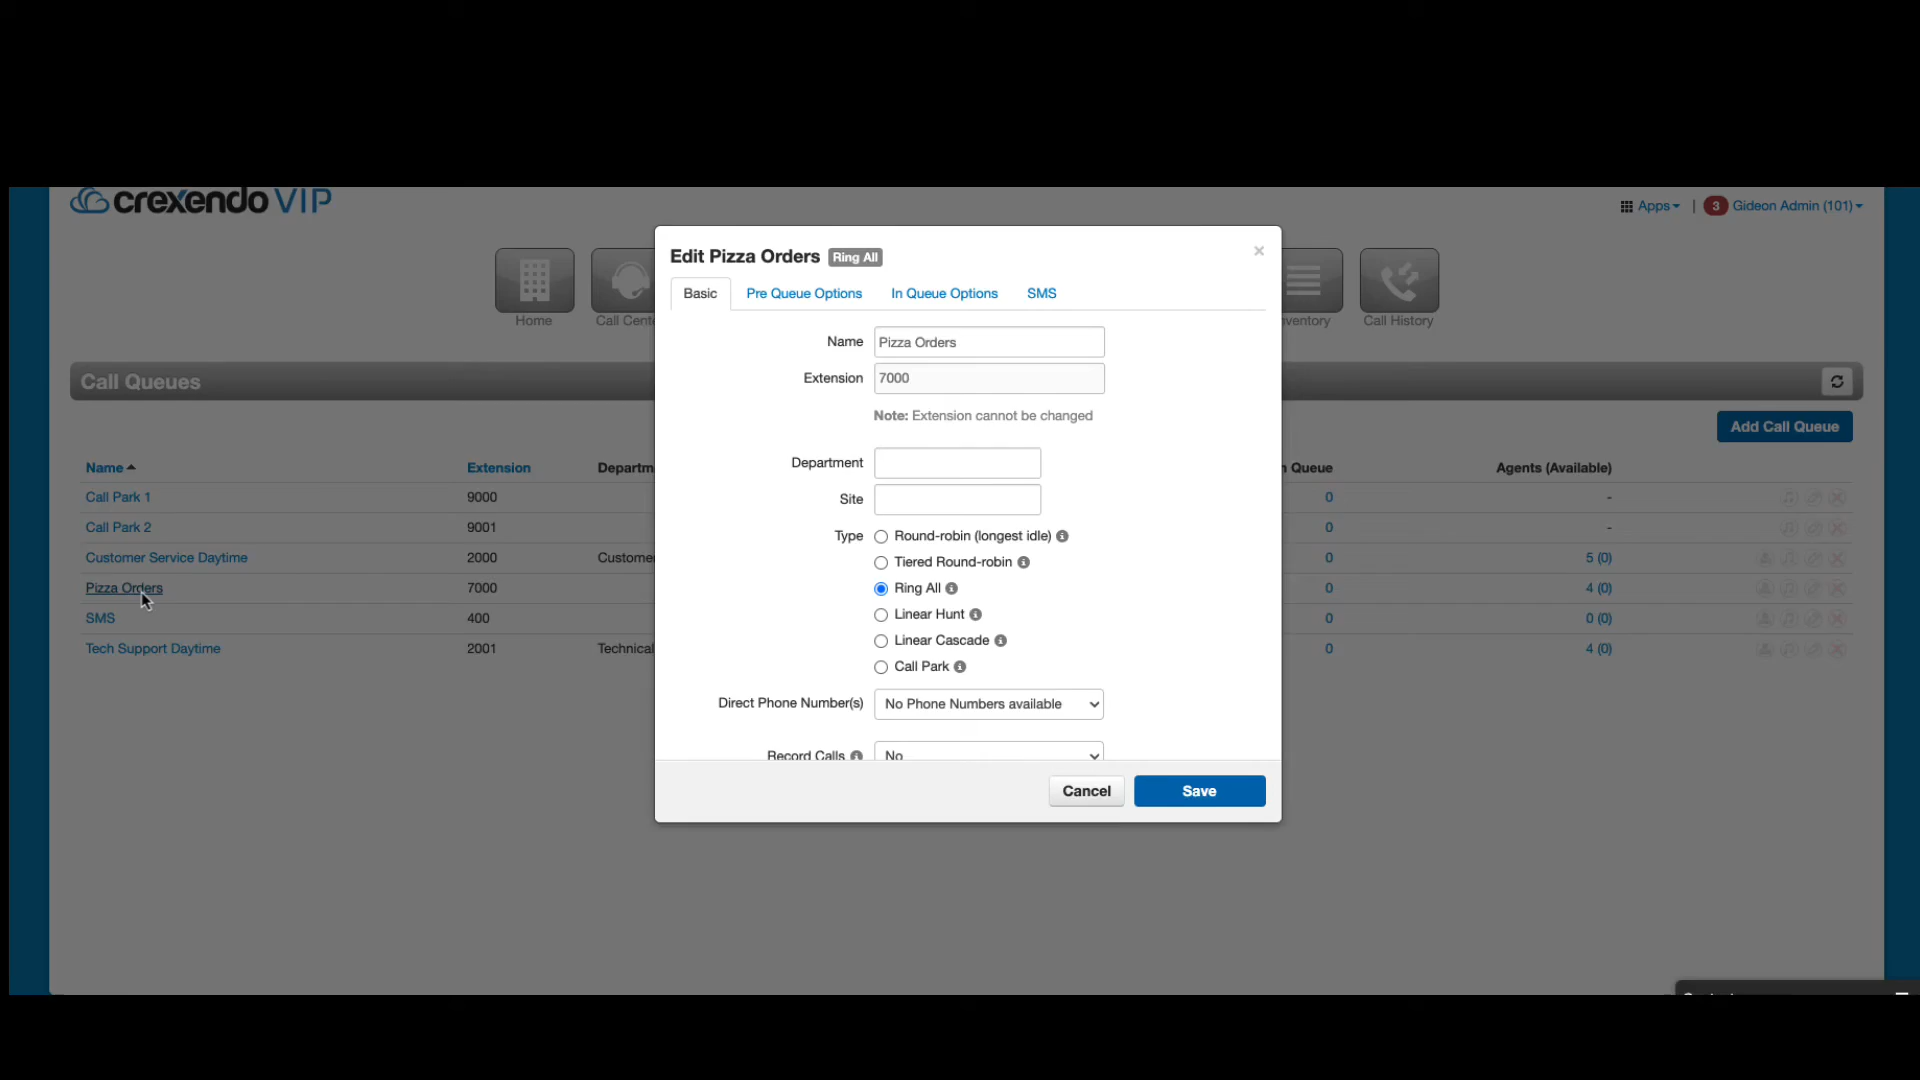 crexendo VIP
Apps | 3 Gideon Admin (101)
Home
Call Cente
ventory
Call History
Call Queues
Add Call Queue
Name Extension Departm n Queue Agents (Available)
Call Park 1 9000 0 -
Call Park 2 9001 0 -
Customer Service Daytime 2000 Custome 0 5 (0)
Pizza Orders 7000 0 4 (0)
SMS 400 0 0 (0)
Tech Support Daytime 2001 Technical 0 4 (0)
Edit Pizza Orders Ring All ×
Basic Pre Queue Options In Queue Options SMS
Name Pizza Orders
Extension 7000
Note: Extension cannot be changed
Department
Site
Type Round-robin (longest idle)
Tiered Round-robin
Ring All
Linear Hunt
Linear Cascade
Call Park
Direct Phone Number(s) No Phone Numbers available
Record Calls No
Cancel Save